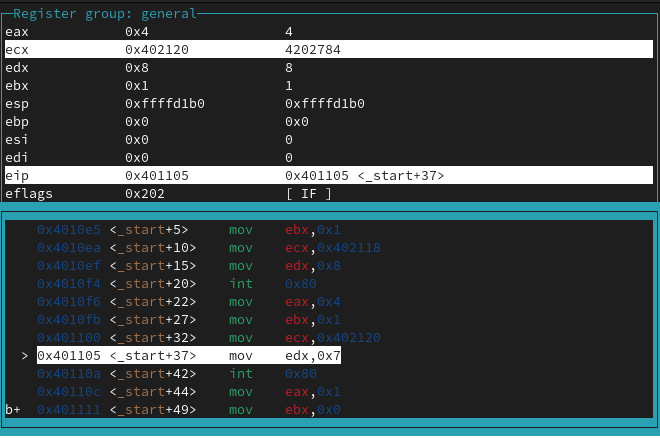 Register group: general
eax 0x4 4
ecx 0x402120 4202784
edx 0x8 8
ebx 0x1 1
esp 0xffffd1b0 0xffffd1b0
ebp 0x0 0x0
esi 0x0 0
edi 0x0 0
eip 0x401105 0x401105 <_start+37>
eflags 0x202 [ IF ]
0x4010e5 <_start+5> mov ebx,0x1
0x4010ea <_start+10> mov ecx,0x402118
0x4010ef <_start+15> mov edx,0x8
0x4010f4 <_start+20> int 0x80
0x4010f6 <_start+22> mov eax,0x4
0x4010fb <_start+27> mov ebx,0x1
0x401100 <_start+32> mov ecx,0x402120
> 0x401105 <_start+37> mov edx,0x7
0x40110a <_start+42> int 0x80
0x40110c <_start+44> mov eax,0x1
b+ 0x401111 <_start+49> mov ebx,0x0